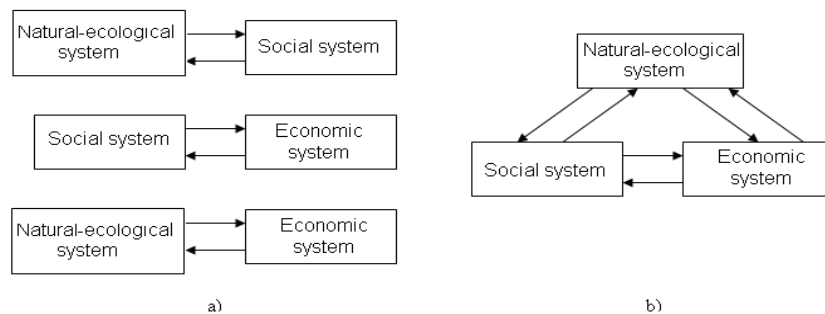 Natural-ecological
system
Social system
Social system
Economic
system
Natural-ecological
system
Economic
system
a)
Natural-ecological
system
Social system
Economic
system
b)